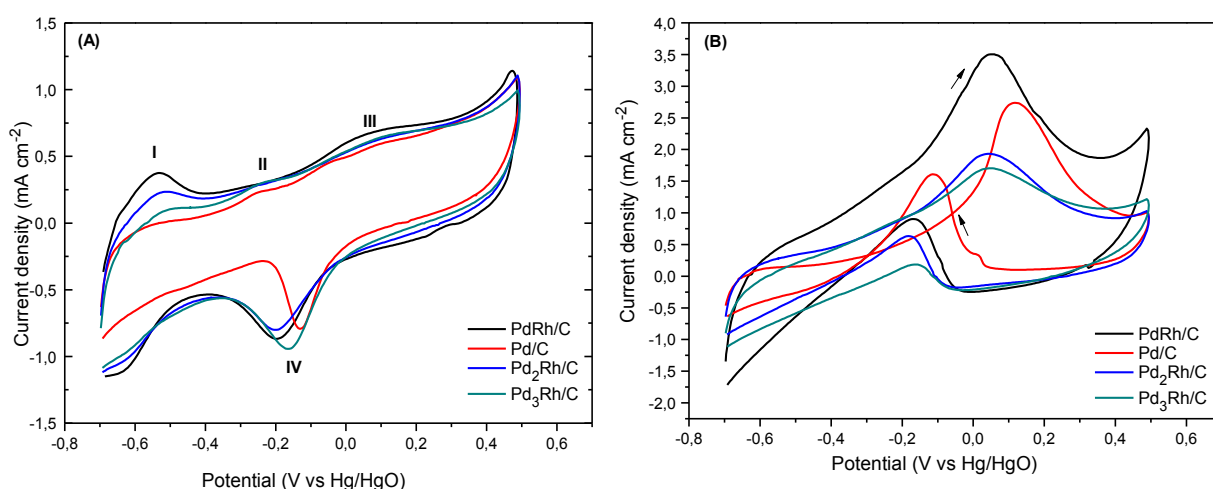 (A)
I
II
III
IV
PdRh/C
Pd/C
Pd₂Rh/C
Pd₃Rh/C
Current density (mA cm⁻²)
1,5
1,0
0,5
0,0
-0,5
-1,0
-1,5
-0,8 -0,6 -0,4 -0,2 0,0 0,2 0,4 0,6
Potential (V vs Hg/HgO)
(B)
PdRh/C
Pd/C
Pd₂Rh/C
Pd₃Rh/C
Current density (mA cm⁻²)
4,0
3,5
3,0
2,5
2,0
1,5
1,0
0,5
0,0
-0,5
-1,0
-1,5
-2,0
-0,8 -0,6 -0,4 -0,2 0,0 0,2 0,4 0,6
Potential (V vs Hg/HgO)